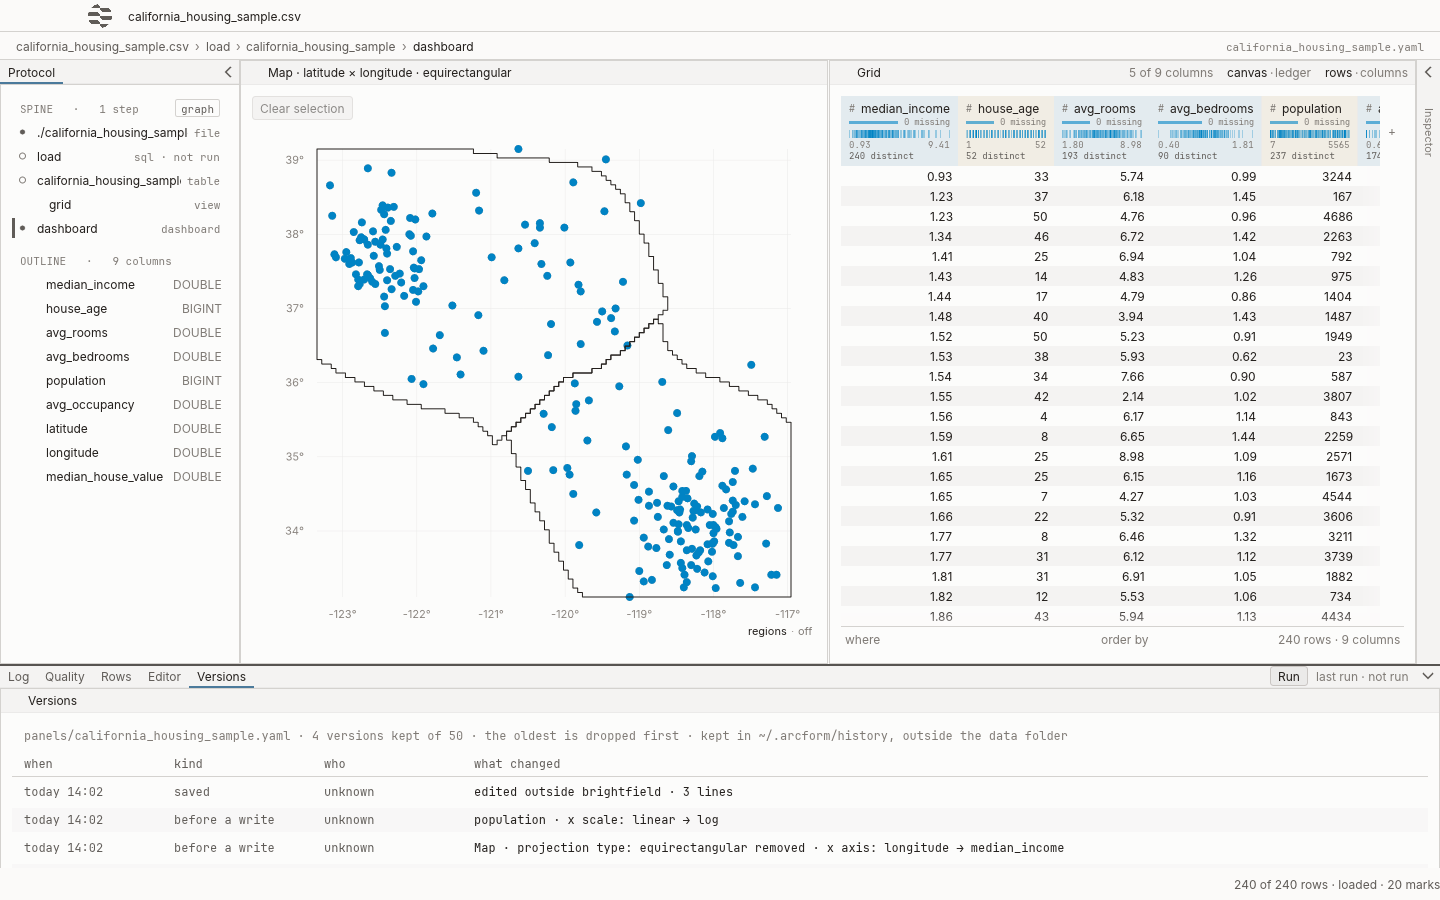 california_housing_sample.csv
california_housing_sample.csv › load › california_housing_sample › dashboard
california_housing_sample.yaml
Protocol
SPINE · 1 step graph
./california_housing_sampl file
load sql · not run
california_housing_sample table
grid view
dashboard dashboard
OUTLINE · 9 columns
median_income DOUBLE
house_age BIGINT
avg_rooms DOUBLE
avg_bedrooms DOUBLE
population BIGINT
avg_occupancy DOUBLE
latitude DOUBLE
longitude DOUBLE
median_house_value DOUBLE
Map · latitude × longitude · equirectangular
Clear selection
39°
38°
37°
36°
35°
34°
-123° -122° -121° -120° -119° -118° -117°
regions · off
Grid 5 of 9 columns canvas · ledger rows · columns
# median_income # house_age # avg_rooms # avg_bedrooms # population # a
0 missing 0 missing 0 missing 0 missing 0 missing
0.93 9.41 1 52 1.80 8.98 0.40 1.81 7 5565 0.6
240 distinct 52 distinct 193 distinct 90 distinct 237 distinct 174
+
0.93 33 5.74 0.99 3244
1.23 37 6.18 1.45 167
1.23 50 4.76 0.96 4686
1.34 46 6.72 1.42 2263
1.41 25 6.94 1.04 792
1.43 14 4.83 1.26 975
1.44 17 4.79 0.86 1404
1.48 40 3.94 1.43 1487
1.52 50 5.23 0.91 1949
1.53 38 5.93 0.62 23
1.54 34 7.66 0.90 587
1.55 42 2.14 1.02 3807
1.56 4 6.17 1.14 843
1.59 8 6.65 1.44 2259
1.61 25 8.98 1.09 2571
1.65 25 6.15 1.16 1673
1.65 7 4.27 1.03 4544
1.66 22 5.32 0.91 3606
1.77 8 6.46 1.32 3211
1.77 31 6.12 1.12 3739
1.81 31 6.91 1.05 1882
1.82 12 5.53 1.06 734
1.86 43 5.94 1.13 4434
where order by 240 rows · 9 columns
Inspector
Log Quality Rows Editor Versions
Run last run · not run
Versions
panels/california_housing_sample.yaml · 4 versions kept of 50 · the oldest is dropped first · kept in ~/.arcform/history, outside the data folder
when kind who what changed
today 14:02 saved unknown edited outside brightfield · 3 lines
today 14:02 before a write unknown population · x scale: linear → log
today 14:02 before a write unknown Map · projection type: equirectangular removed · x axis: longitude → median_income
240 of 240 rows · loaded · 20 marks